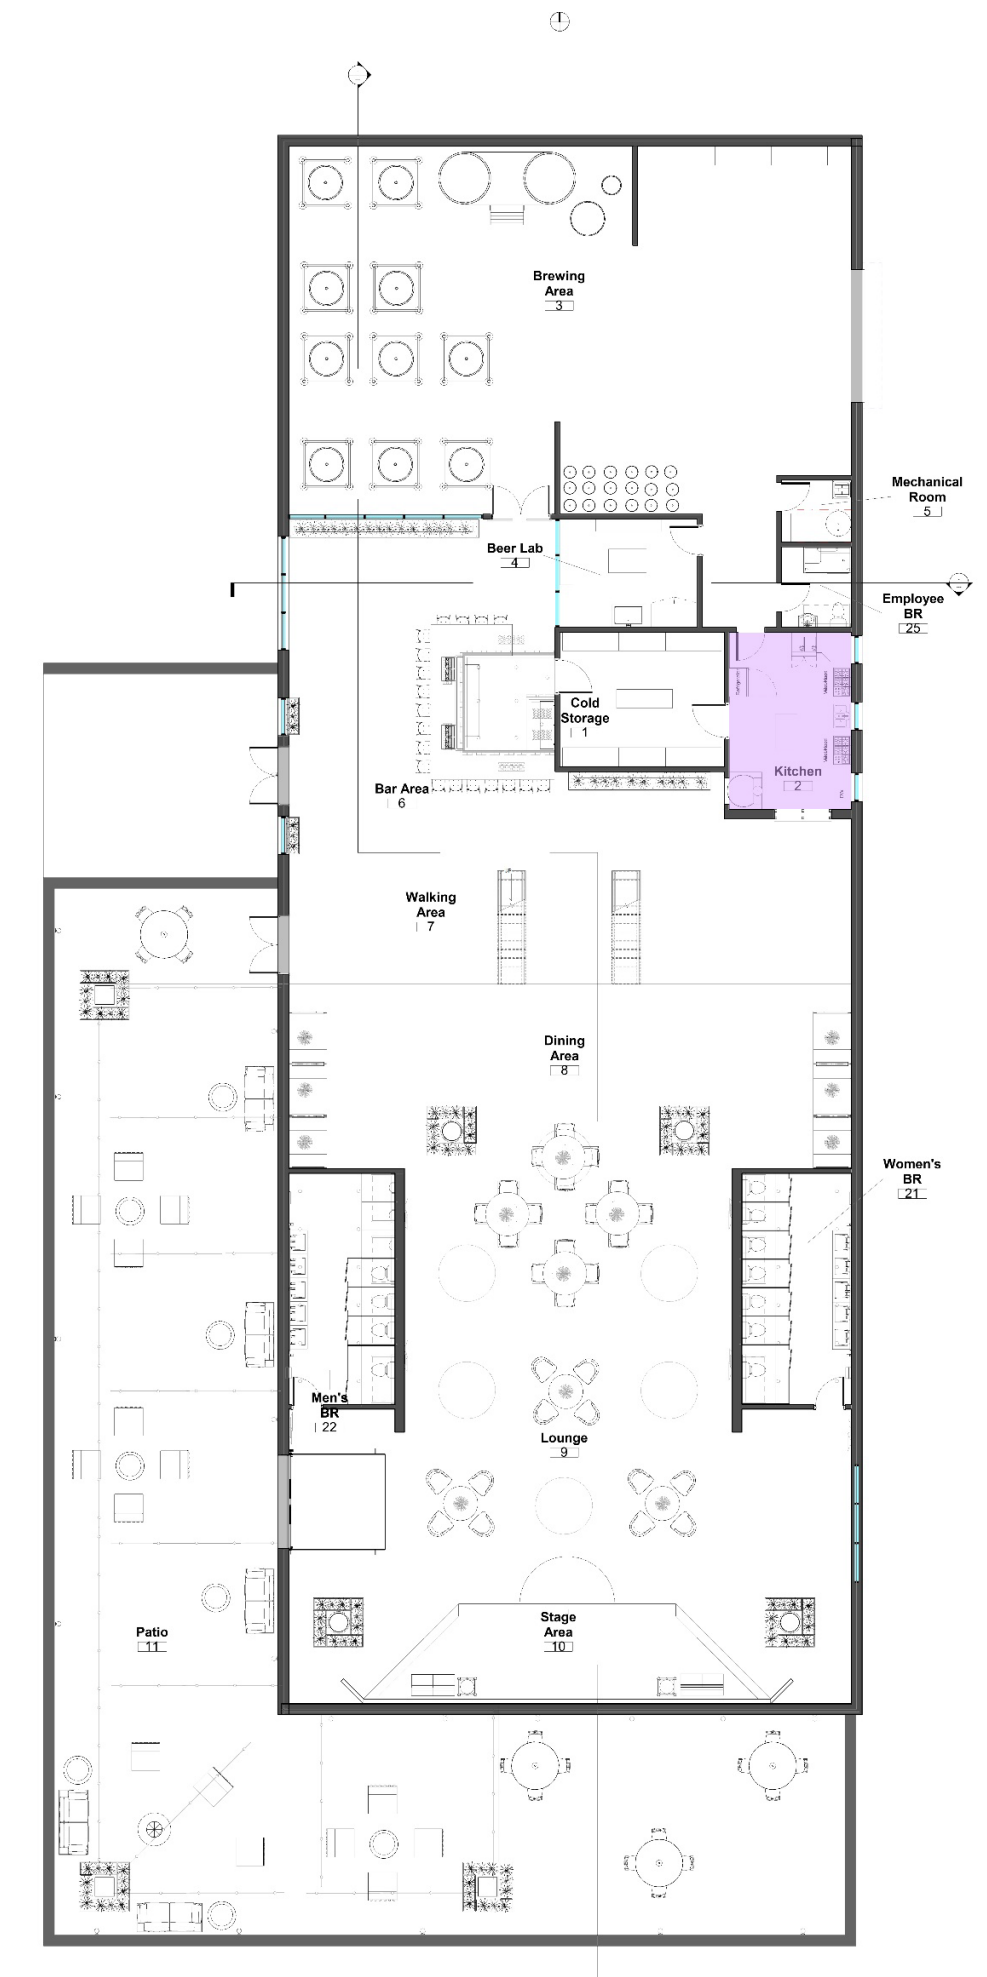 Brewing
Area
3
Mechanical
Room
5
Beer Lab
4
Employee
BR
25
Cold
Storage
1
Kitchen
2
Bar Area
6
Walking
Area
7
Dining
Area
8
Women's
BR
21
Men's
BR
22
Lounge
9
Stage
Area
10
Patio
11